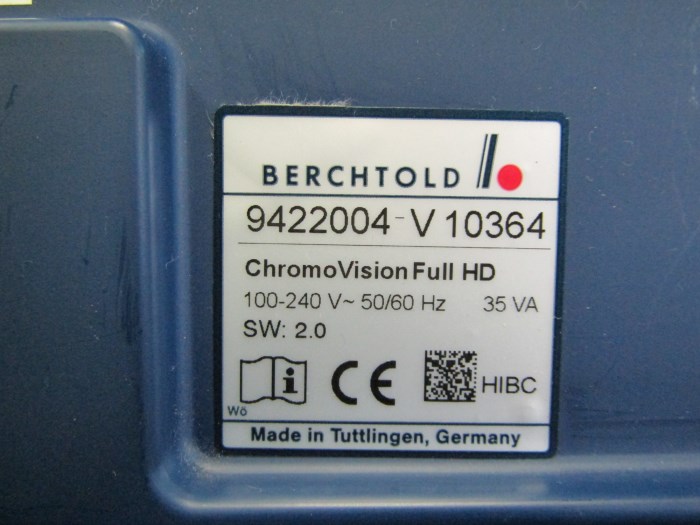 BERCHTOLD
9422004-V 10364
ChromoVision Full HD
100-240 V~ 50/60 Hz 35 VA
SW: 2.0
i CE HIBC
Wö
Made in Tuttlingen, Germany